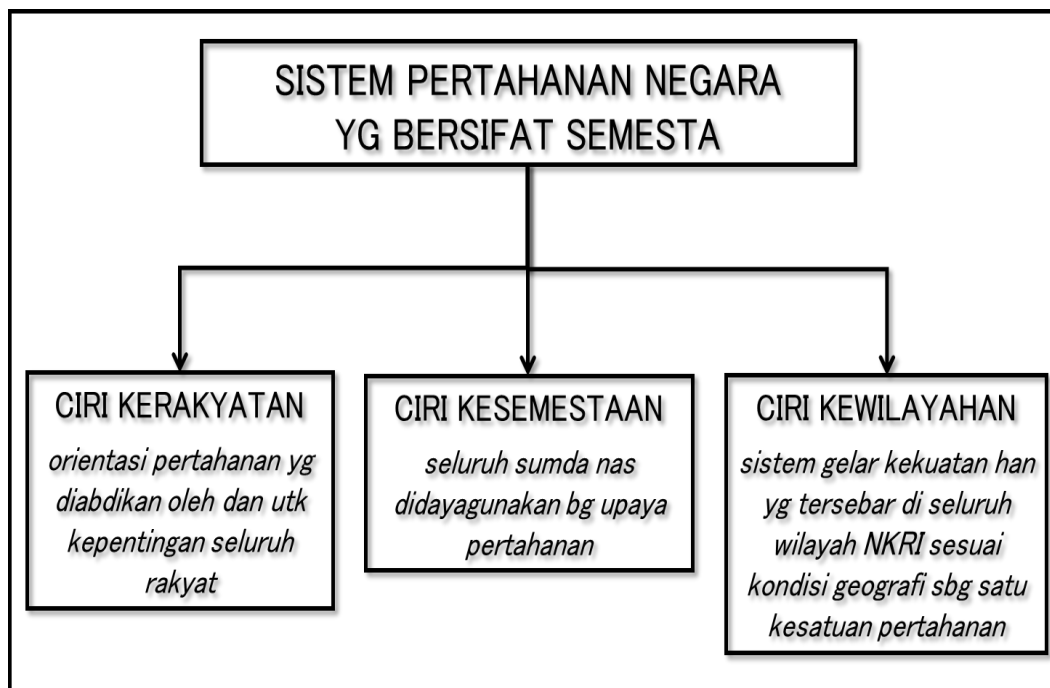 SISTEM PERTAHANAN NEGARA
YG BERSIFAT SEMESTA
CIRI KERAKYATAN
orientasi pertahanan yg
diabdikan oleh dan utk
kepentingan seluruh
rakyat
CIRI KESEMESTAAN
seluruh sumda nas
didayagunakan bg upaya
pertahanan
CIRI KEWILAYAHAN
sistem gelar kekuatan han
yg tersebar di seluruh
wilayah NKRI sesuai
kondisi geografi sbg satu
kesatuan pertahanan